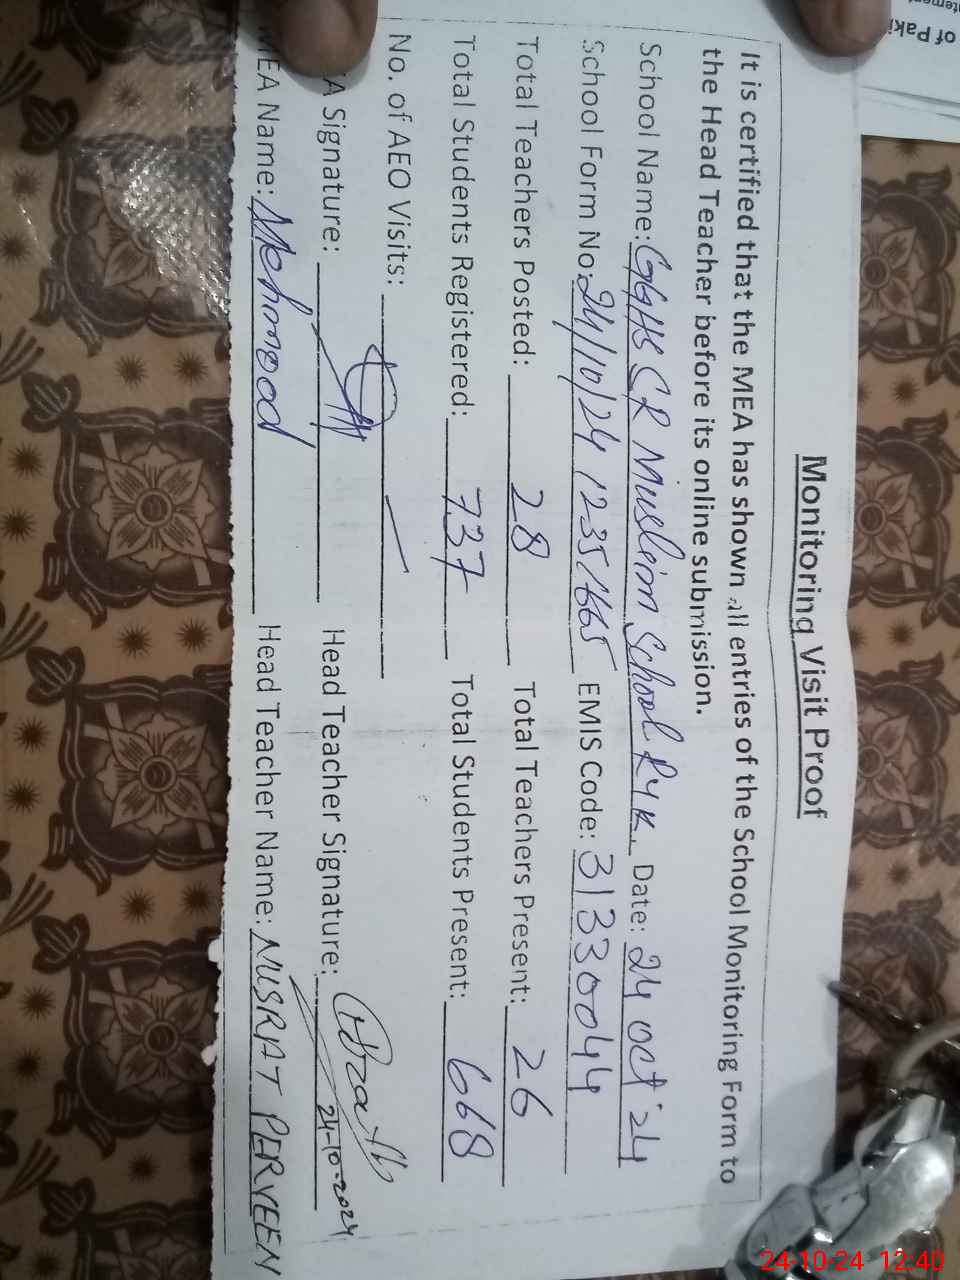 Monitoring Visit Proof
It is certified that the MEA has shown all entries of the School Monitoring Form to
the Head Teacher before its online submission.
School Name: GGHS CR Muslim School RYK. Date: 24 Oct '24
School Form No: 24/10/24 12351665 EMIS Code: 31330044
Total Teachers Posted: 28 Total Teachers Present: 26
Total Students Registered: 737 Total Students Present: 668
No. of AEO Visits: —
A Signature: Head Teacher Signature: 24-10-2024
MEA Name: Mehmood Head Teacher Name: NUSRAT PERVEEN
of Paki
tement
24-10-24 12:40